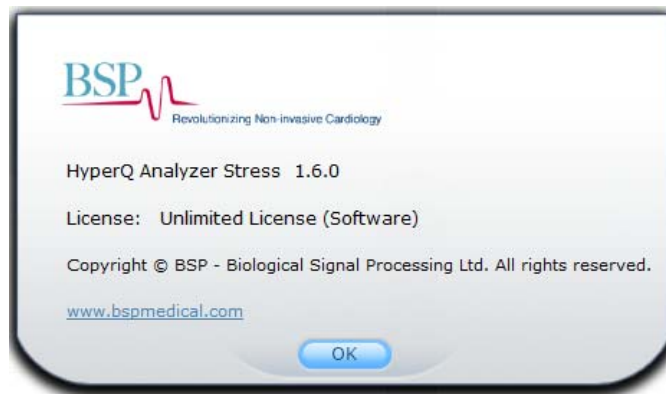 BSP
Revolutionizing Non-invasive Cardiology
HyperQ Analyzer Stress 1.6.0
License: Unlimited License (Software)
Copyright © BSP - Biological Signal Processing Ltd. All rights reserved.
www.bspmedical.com
OK